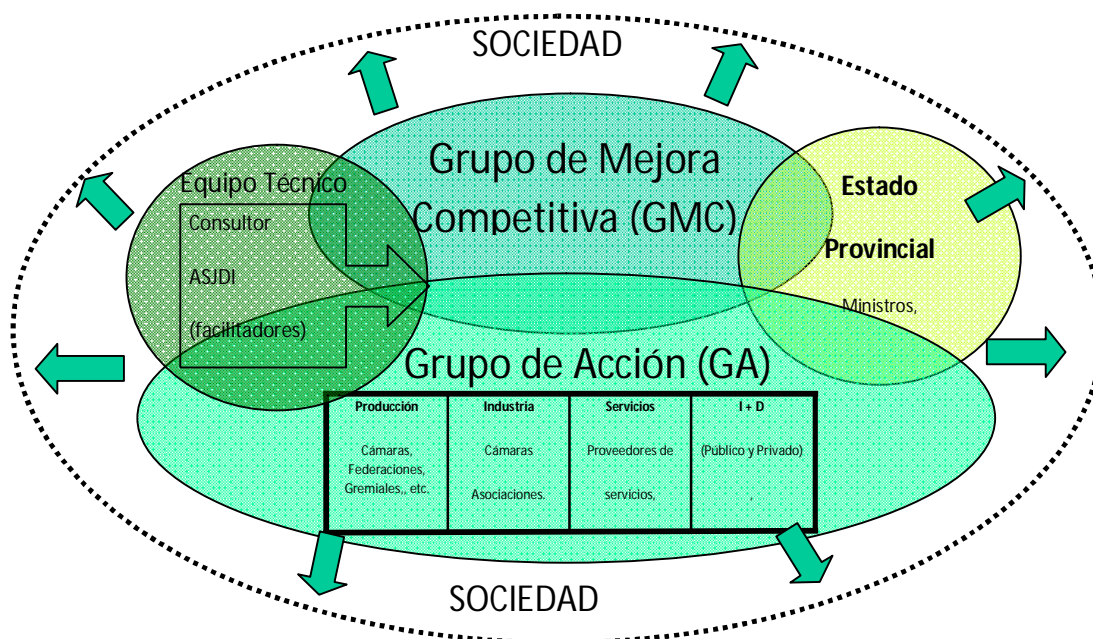 SOCIEDAD
Grupo de Mejora
Competitiva (GMC)
Equipo Técnico
Consultor
ASJDI
(facilitadores)
Estado
Provincial
Ministros,
Grupo de Acción (GA)
Producción
Cámaras,
Federaciones,
Gremiales,, etc.
Industria
Cámaras
Asociaciones.
Servicios
Proveedores de
servicios,
I + D
(Público y Privado)
,
SOCIEDAD